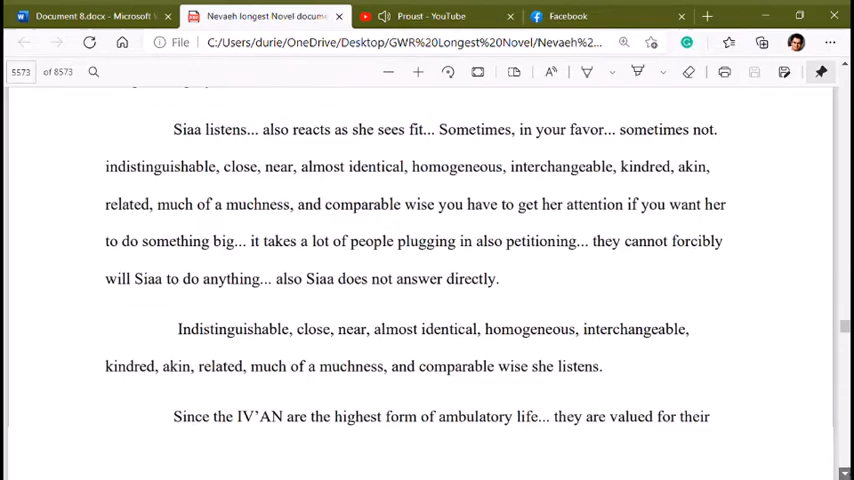 Document 8.docx - Microsoft
Nevaeh longest Novel docume
Proust - YouTube
Facebook
File
C:/Users/durie/OneDrive/Desktop/GWR%20Longest%20Novel/Nevaeh%2...
5573 of 8573
Siaa listens... also reacts as she sees fit... Sometimes, in your favor... sometimes not.
indistinguishable, close, near, almost identical, homogeneous, interchangeable, kindred, akin,
related, much of a muchness, and comparable wise you have to get her attention if you want her
to do something big... it takes a lot of people plugging in also petitioning... they cannot forcibly
will Siaa to do anything... also Siaa does not answer directly.
Indistinguishable, close, near, almost identical, homogeneous, interchangeable,
kindred, akin, related, much of a muchness, and comparable wise she listens.
Since the IV’AN are the highest form of ambulatory life... they are valued for their